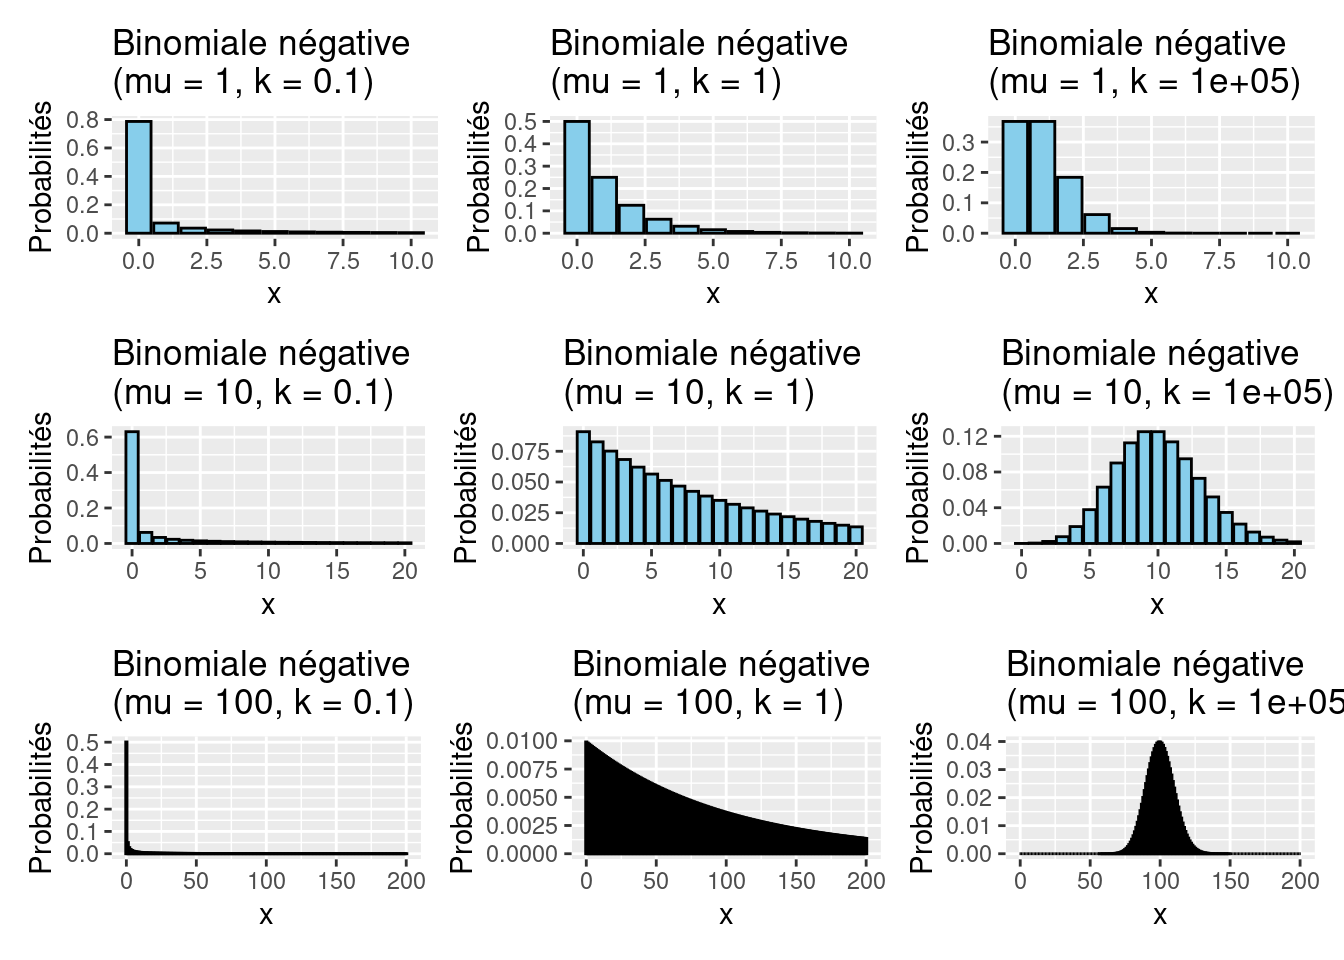 Binomiale négative
(mu = 1, k = 0.1)
Probabilités
0.8
0.6
0.4
0.2
0.0
0.0 2.5 5.0 7.5 10.0
x
Binomiale négative
(mu = 1, k = 1)
Probabilités
0.5
0.4
0.3
0.2
0.1
0.0
0.0 2.5 5.0 7.5 10.0
x
Binomiale négative
(mu = 1, k = 1e+05)
Probabilités
0.3
0.2
0.1
0.0
0.0 2.5 5.0 7.5 10.0
x
Binomiale négative
(mu = 10, k = 0.1)
Probabilités
0.6
0.4
0.2
0.0
0 5 10 15 20
x
Binomiale négative
(mu = 10, k = 1)
Probabilités
0.075
0.050
0.025
0.000
0 5 10 15 20
x
Binomiale négative
(mu = 10, k = 1e+05)
Probabilités
0.12
0.08
0.04
0.00
0 5 10 15 20
x
Binomiale négative
(mu = 100, k = 0.1)
Probabilités
0.5
0.4
0.3
0.2
0.1
0.0
0 50 100 150 200
x
Binomiale négative
(mu = 100, k = 1)
Probabilités
0.0100
0.0075
0.0050
0.0025
0.0000
0 50 100 150 200
x
Binomiale négative
(mu = 100, k = 1e+05
Probabilités
0.04
0.03
0.02
0.01
0.00
0 50 100 150 200
x